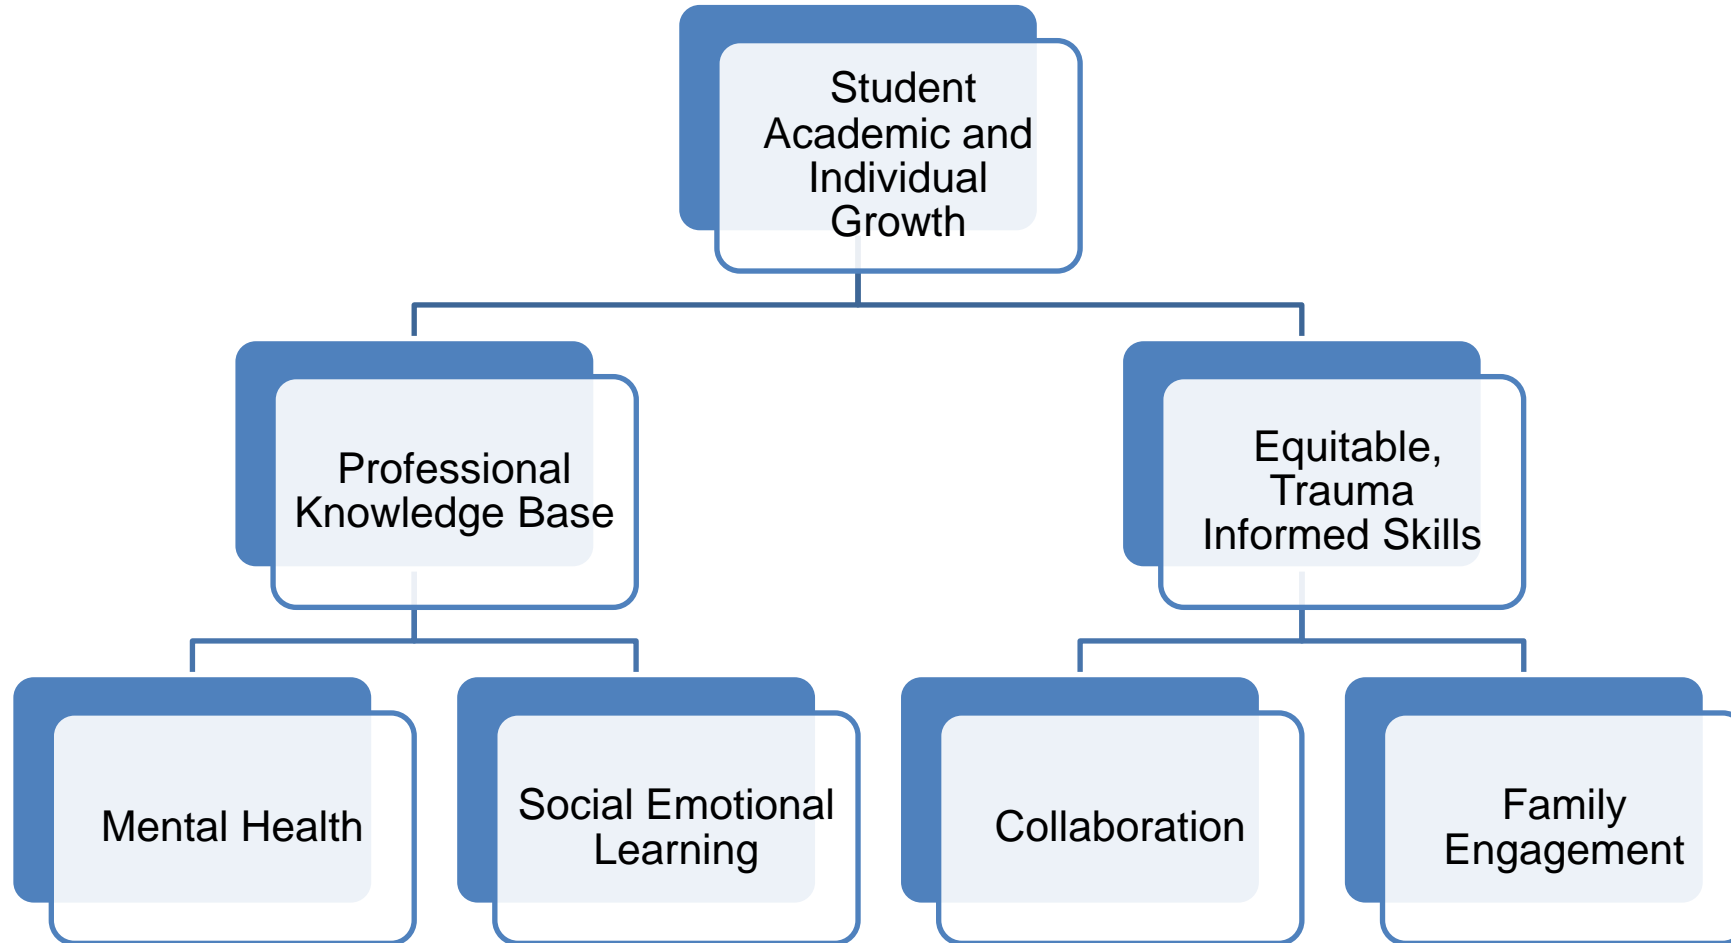 Student
Academic and
Individual
Growth
Professional
Knowledge Base
Equitable,
Trauma
Informed Skills
Mental Health
Social Emotional
Learning
Collaboration
Family
Engagement